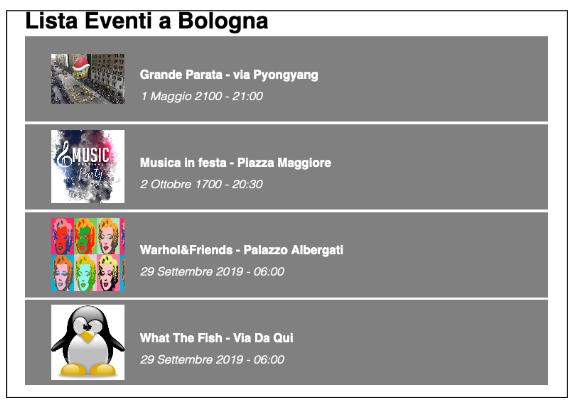 Lista Eventi a Bologna
Grande Parata - via Pyongyang
1 Maggio 2100 - 21:00
MUSIC
Party
Musica in festa - Piazza Maggiore
2 Ottobre 1700 - 20:30
Warhol&Friends - Palazzo Albergati
29 Settembre 2019 - 06:00
What The Fish - Via Da Qui
29 Settembre 2019 - 06:00